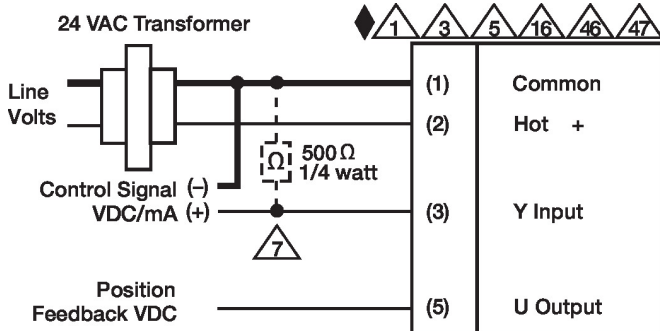 24 VAC Transformer
1 3 5 16 46 47
Line
Volts
(1) Common
(2) Hot +
Ω 500 Ω
1/4 watt
Control Signal (–)
VDC/mA (+)
(3) Y Input
7
Position
Feedback VDC
(5) U Output